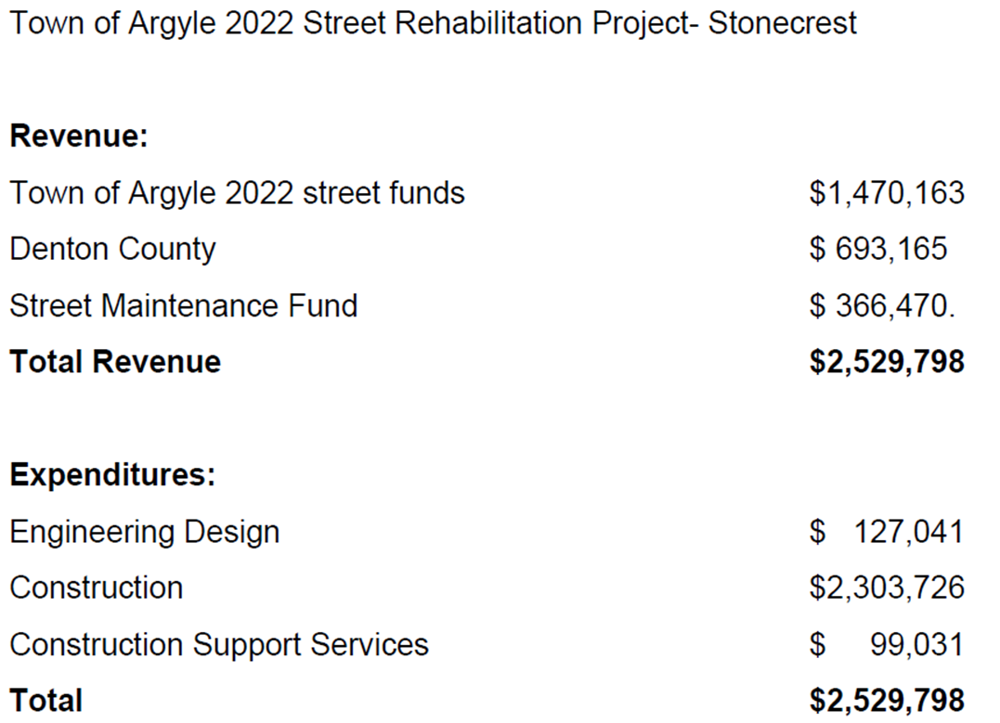 Town of Argyle 2022 Street Rehabilitation Project- Stonecrest
Revenue:
Town of Argyle 2022 street funds $1,470,163
Denton County $ 693,165
Street Maintenance Fund $ 366,470.
Total Revenue $2,529,798
Expenditures:
Engineering Design $ 127,041
Construction $2,303,726
Construction Support Services $ 99,031
Total $2,529,798